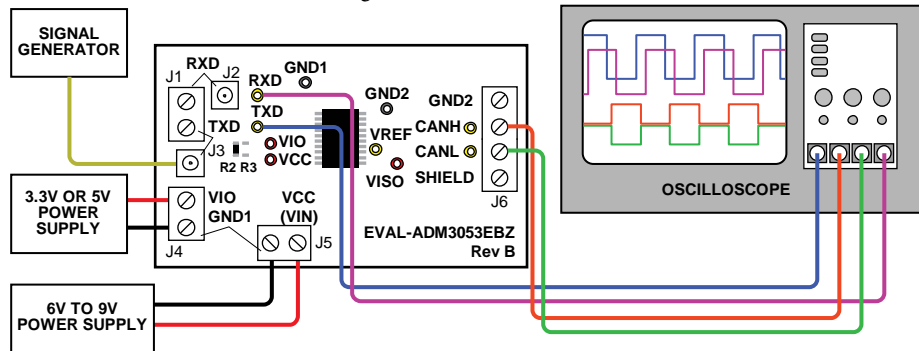 SIGNAL
GENERATOR
3.3V OR 5V
POWER
SUPPLY
6V TO 9V
POWER SUPPLY
RXD
J1
J2
TXD
J3
RXD
TXD
GND1
VIO
VCC
R2 R3
GND2
VREF
VISO
VIO
GND1
J4
VCC
(VIN)
J5
GND2
CANH
CANL
SHIELD
J6
EVAL-ADM3053EBZ
Rev B
OSCILLOSCOPE